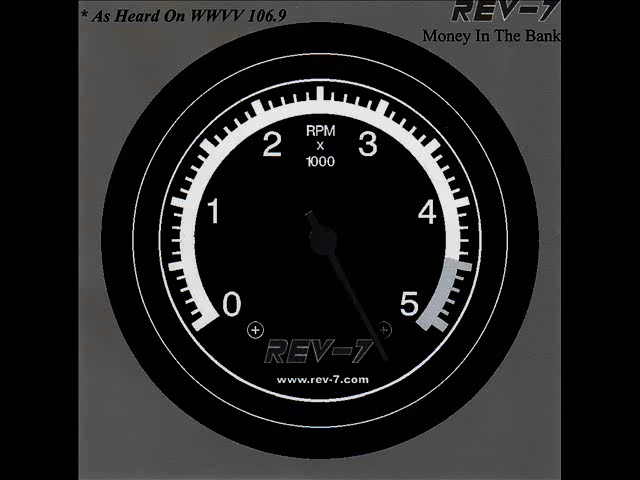 * As Heard On WWVV 106.9
REV-7
Money In The Bank
RPM
x
1000
0
1
2
3
4
5
REV-7
www.rev-7.com